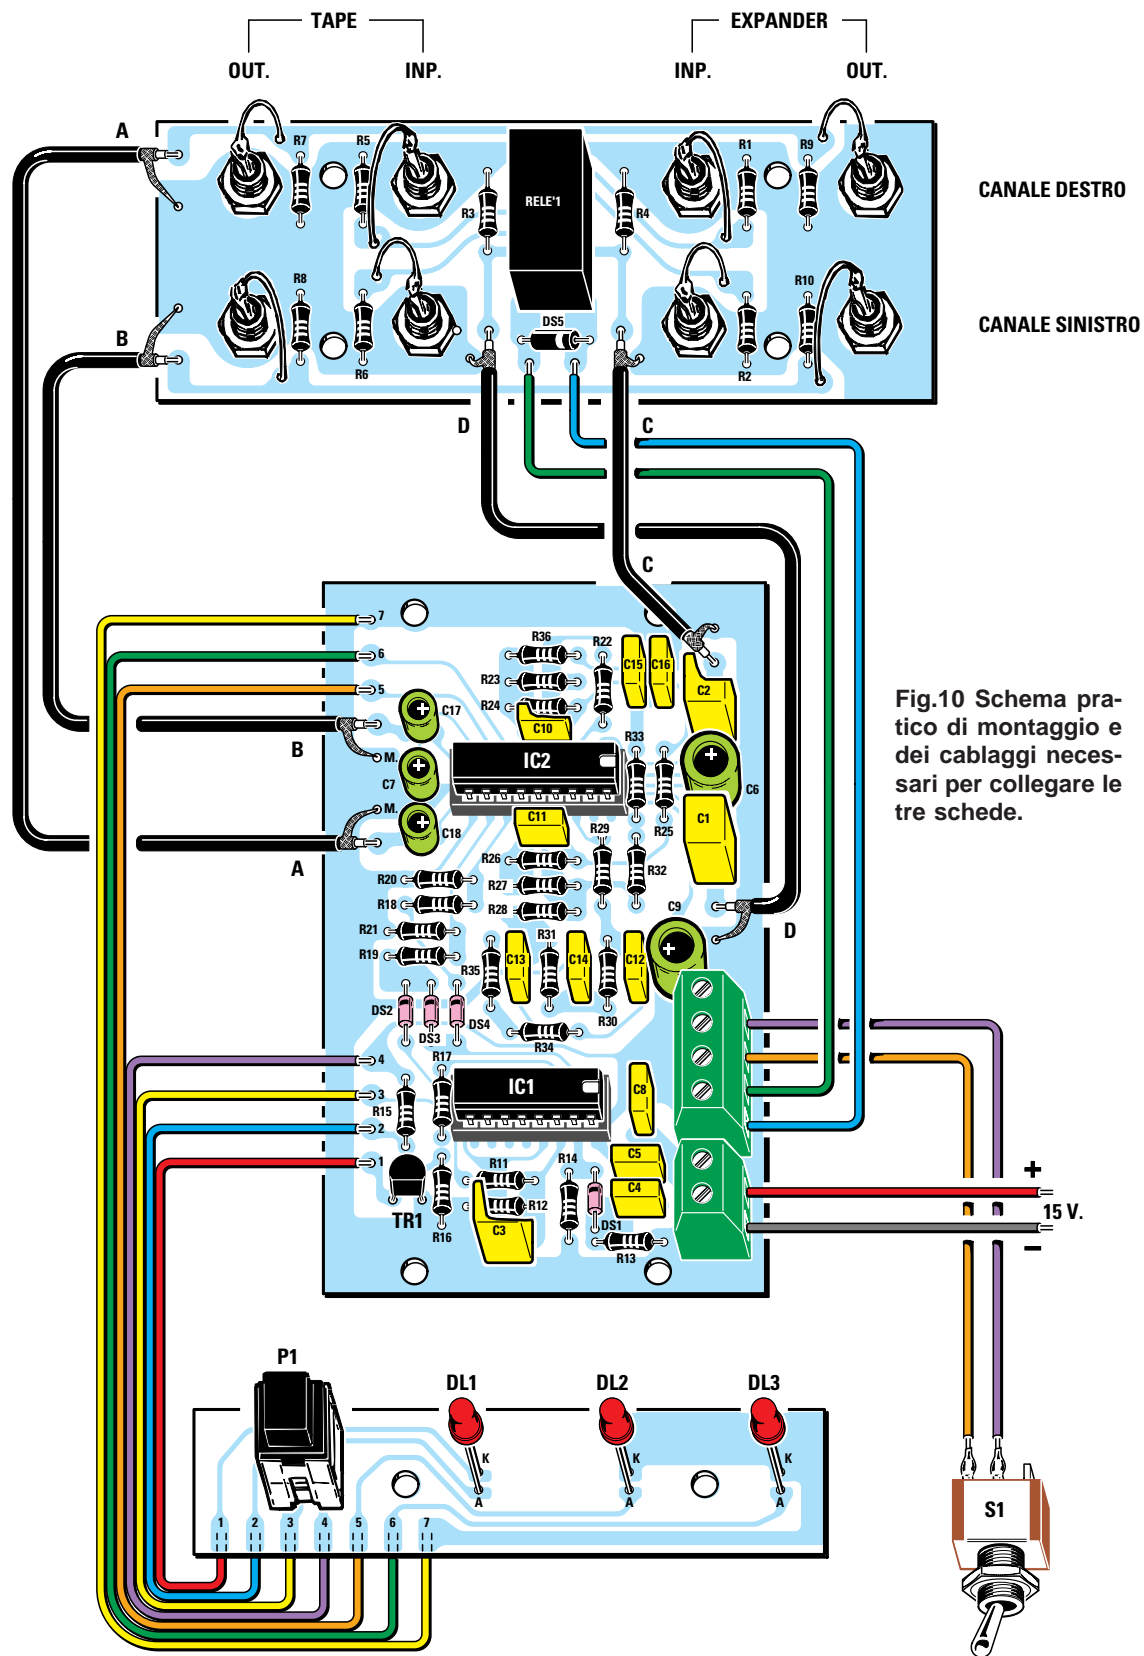 TAPE
EXPANDER
OUT.
INP.
INP.
OUT.
A
R7
R5
R1
R9
CANALE DESTRO
R3
RELE'1
R4
R8
R10
DS5
CANALE SINISTRO
B
R6
R2
D
C
C
7
6
5
R36
R22
R23
R24
C15
C16
C2
C17
C10
R33
B
M.
IC2
C7
C6
M.
C18
C11
R29
R25
C1
A
R26
R32
R20
R27
R18
R28
C9
D
R21
R31
R19
R35
C13
C14
C12
R30
DS2
DS3
DS4
R34
4
R17
IC1
C8
3
R15
2
1
R11
R14
C5
C4
R12
TR1
R16
C3
DS1
R13
+
15 V.
–
Fig.10 Schema pra-
tico di montaggio e
dei cablaggi neces-
sari per collegare le
tre schede.
P1
DL1
DL2
DL3
K
K
K
A
A
A
1
2
3
4
5
6
7
S1